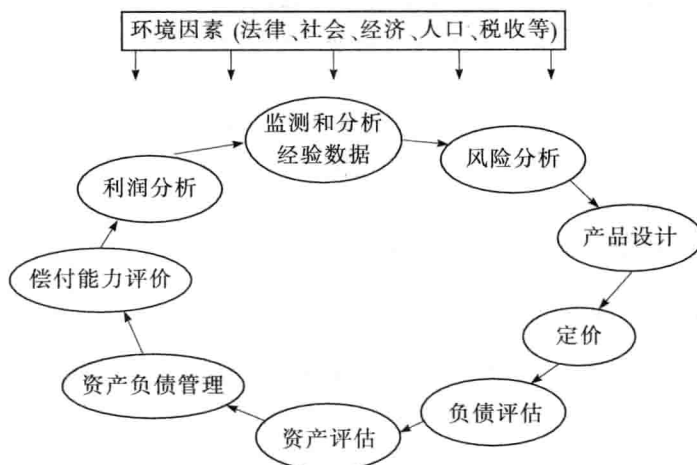 环境因素 (法律、社会、经济、人口、税收等)
监测和分析
经验数据
风险分析
产品设计
定价
负债评估
资产评估
资产负债管理
偿付能力评价
利润分析